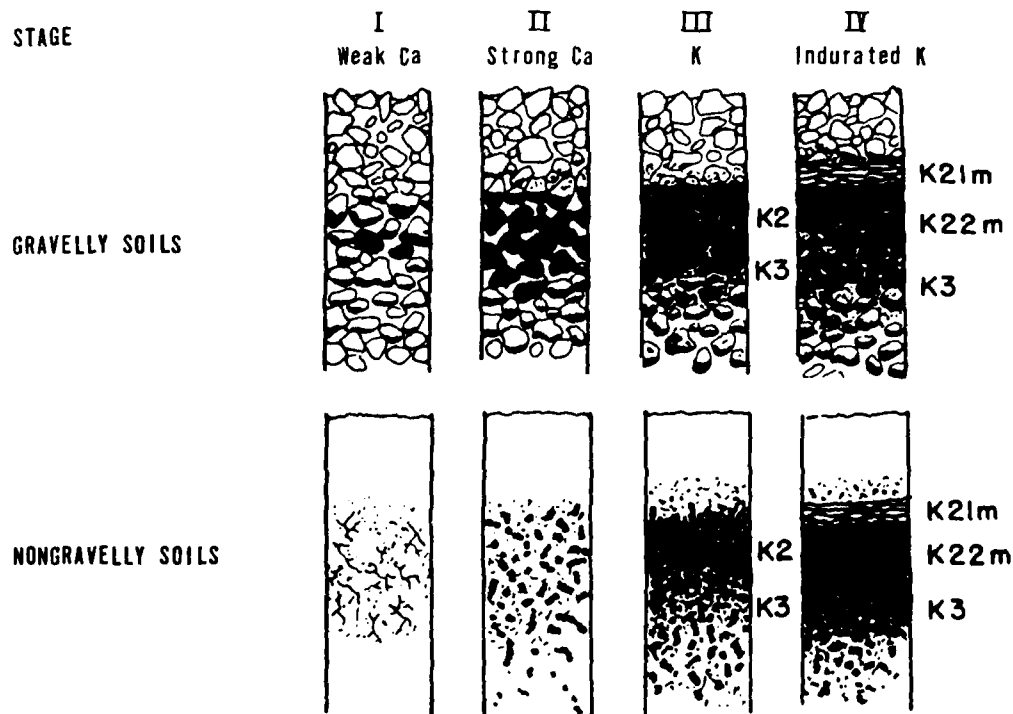 STAGE I II III IV
Weak Ca Strong Ca K Indurated K
GRAVELLY SOILS
K21m
K2 K22m
K3 K3
NONGRAVELLY SOILS
K21m
K2 K22m
K3 K3